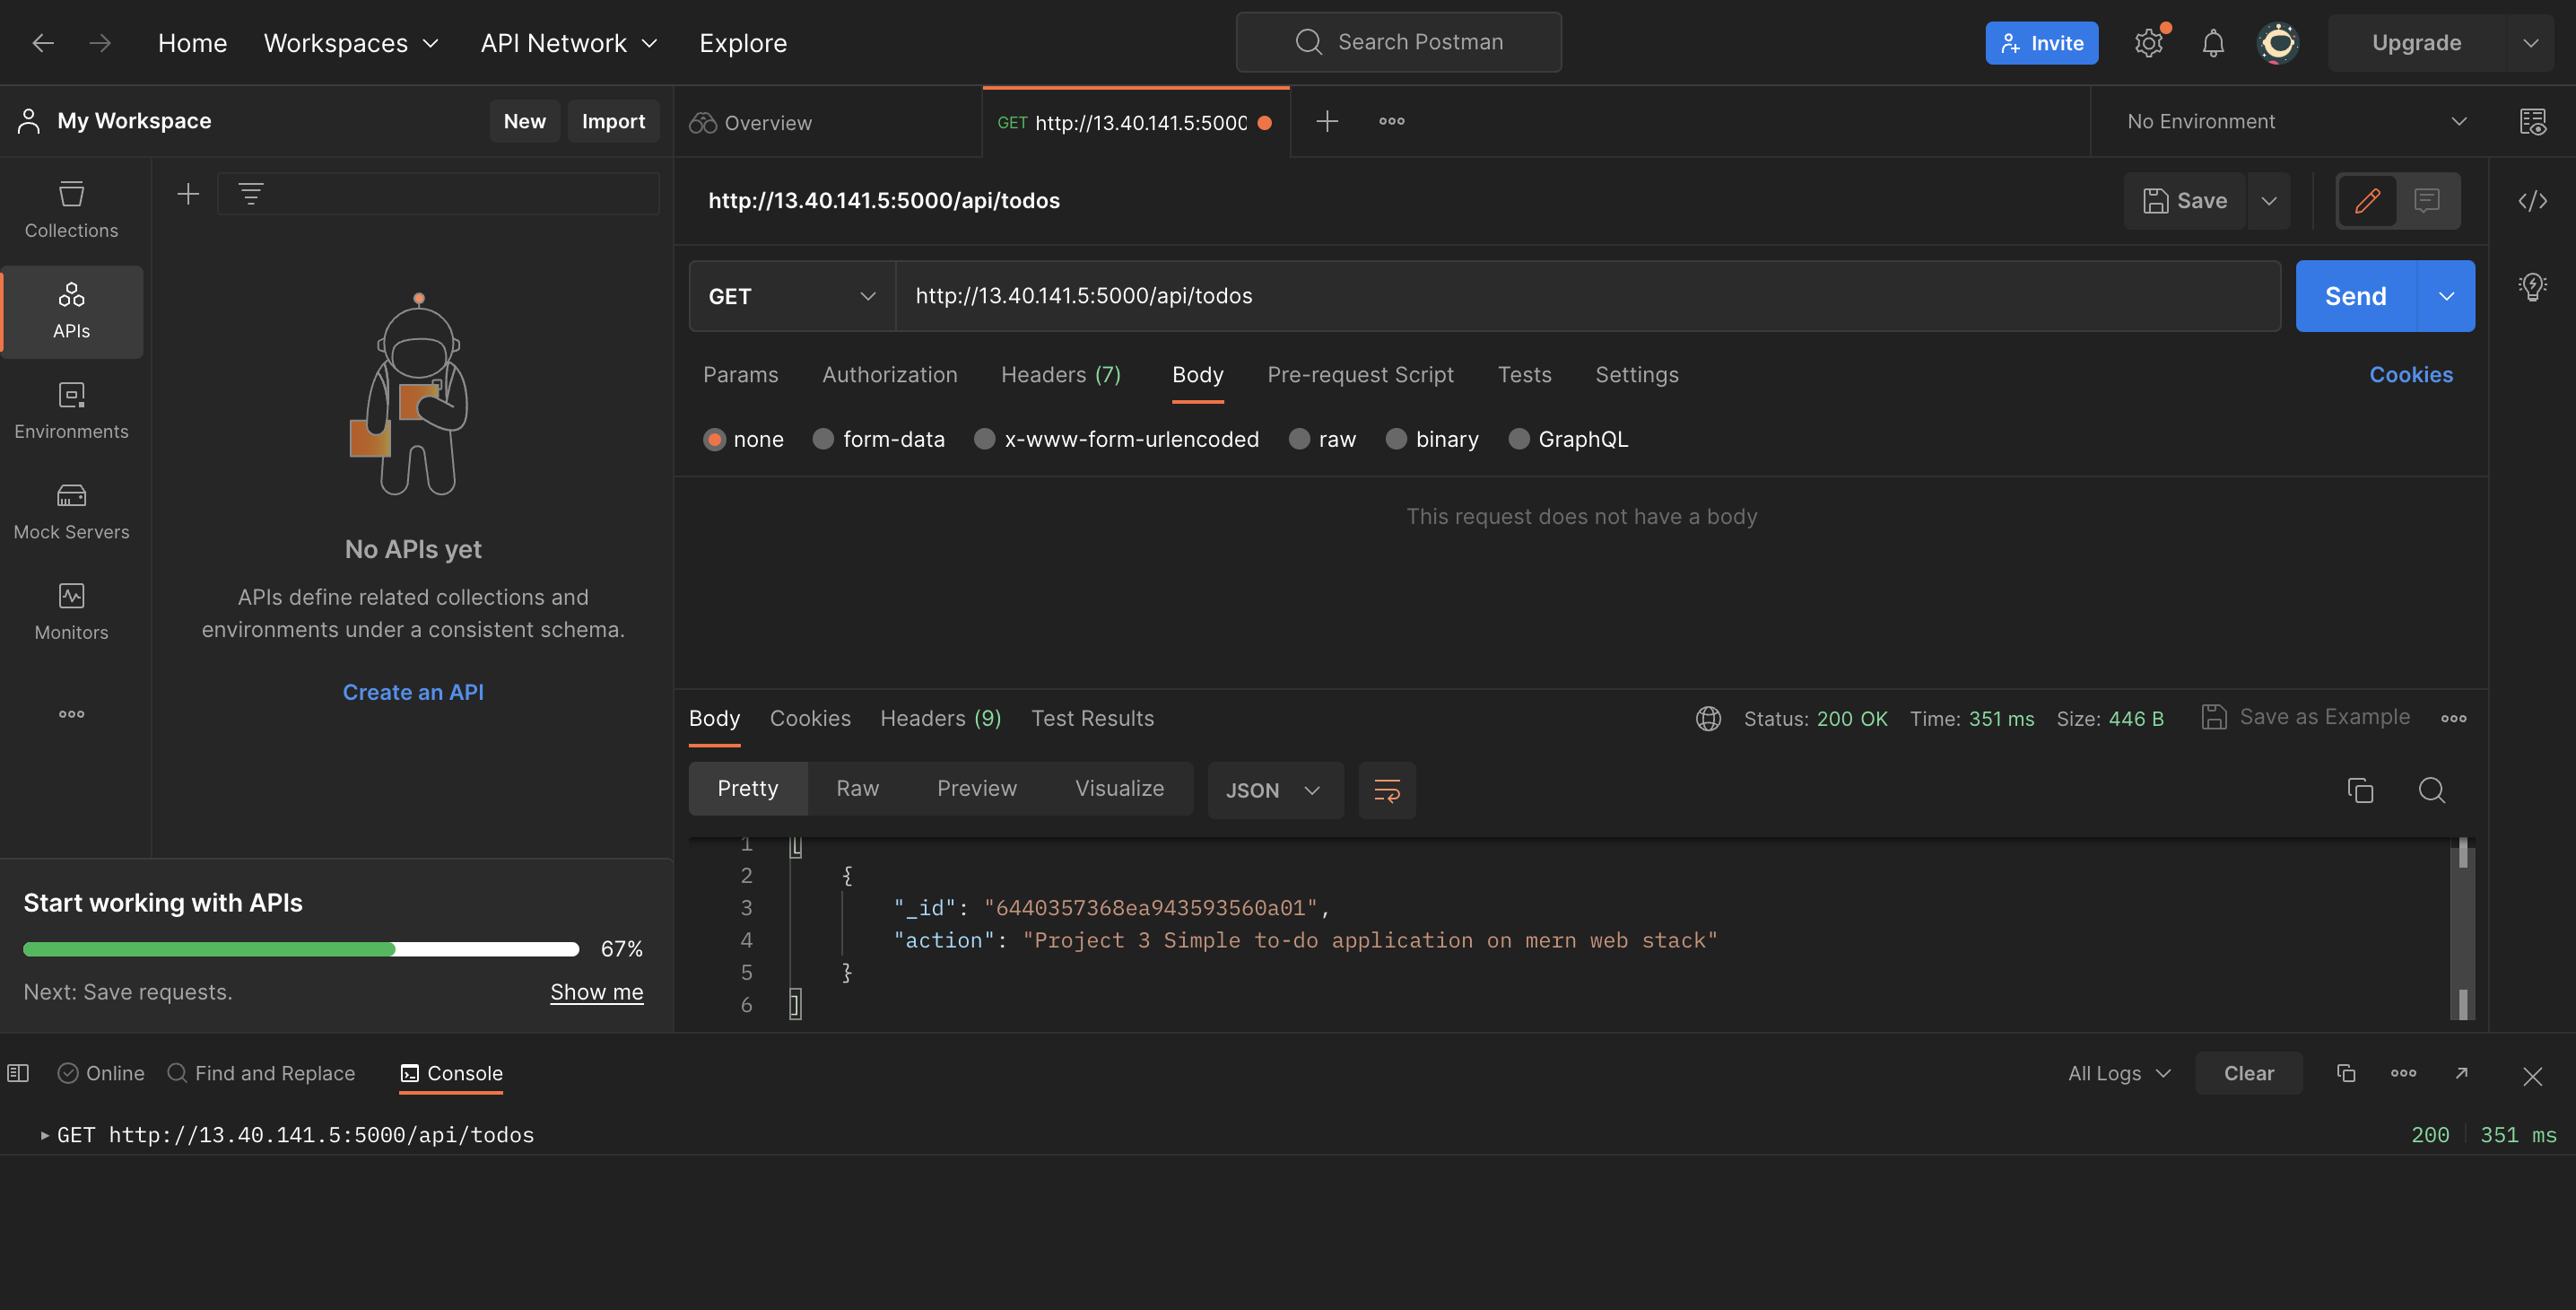 Home Workspaces API Network Explore Search Postman Invite Upgrade
My Workspace New Import Overview GET http://13.40.141.5:5000 No Environment
Collections
APIs
Environments
Mock Servers
Monitors
No APIs yet
APIs define related collections and
environments under a consistent schema.
Create an API
Start working with APIs
67%
Next: Save requests. Show me
http://13.40.141.5:5000/api/todos Save
GET http://13.40.141.5:5000/api/todos Send
Params Authorization Headers (7) Body Pre-request Script Tests Settings Cookies
none form-data x-www-form-urlencoded raw binary GraphQL
This request does not have a body
Body Cookies Headers (9) Test Results Status: 200 OK Time: 351 ms Size: 446 B Save as Example
Pretty Raw Preview Visualize JSON
1 [
2 {
3 "_id": "6440357368ea943593560a01",
4 "action": "Project 3 Simple to-do application on mern web stack"
5 }
6 ]
Online Find and Replace Console All Logs Clear
GET http://13.40.141.5:5000/api/todos 200 351 ms